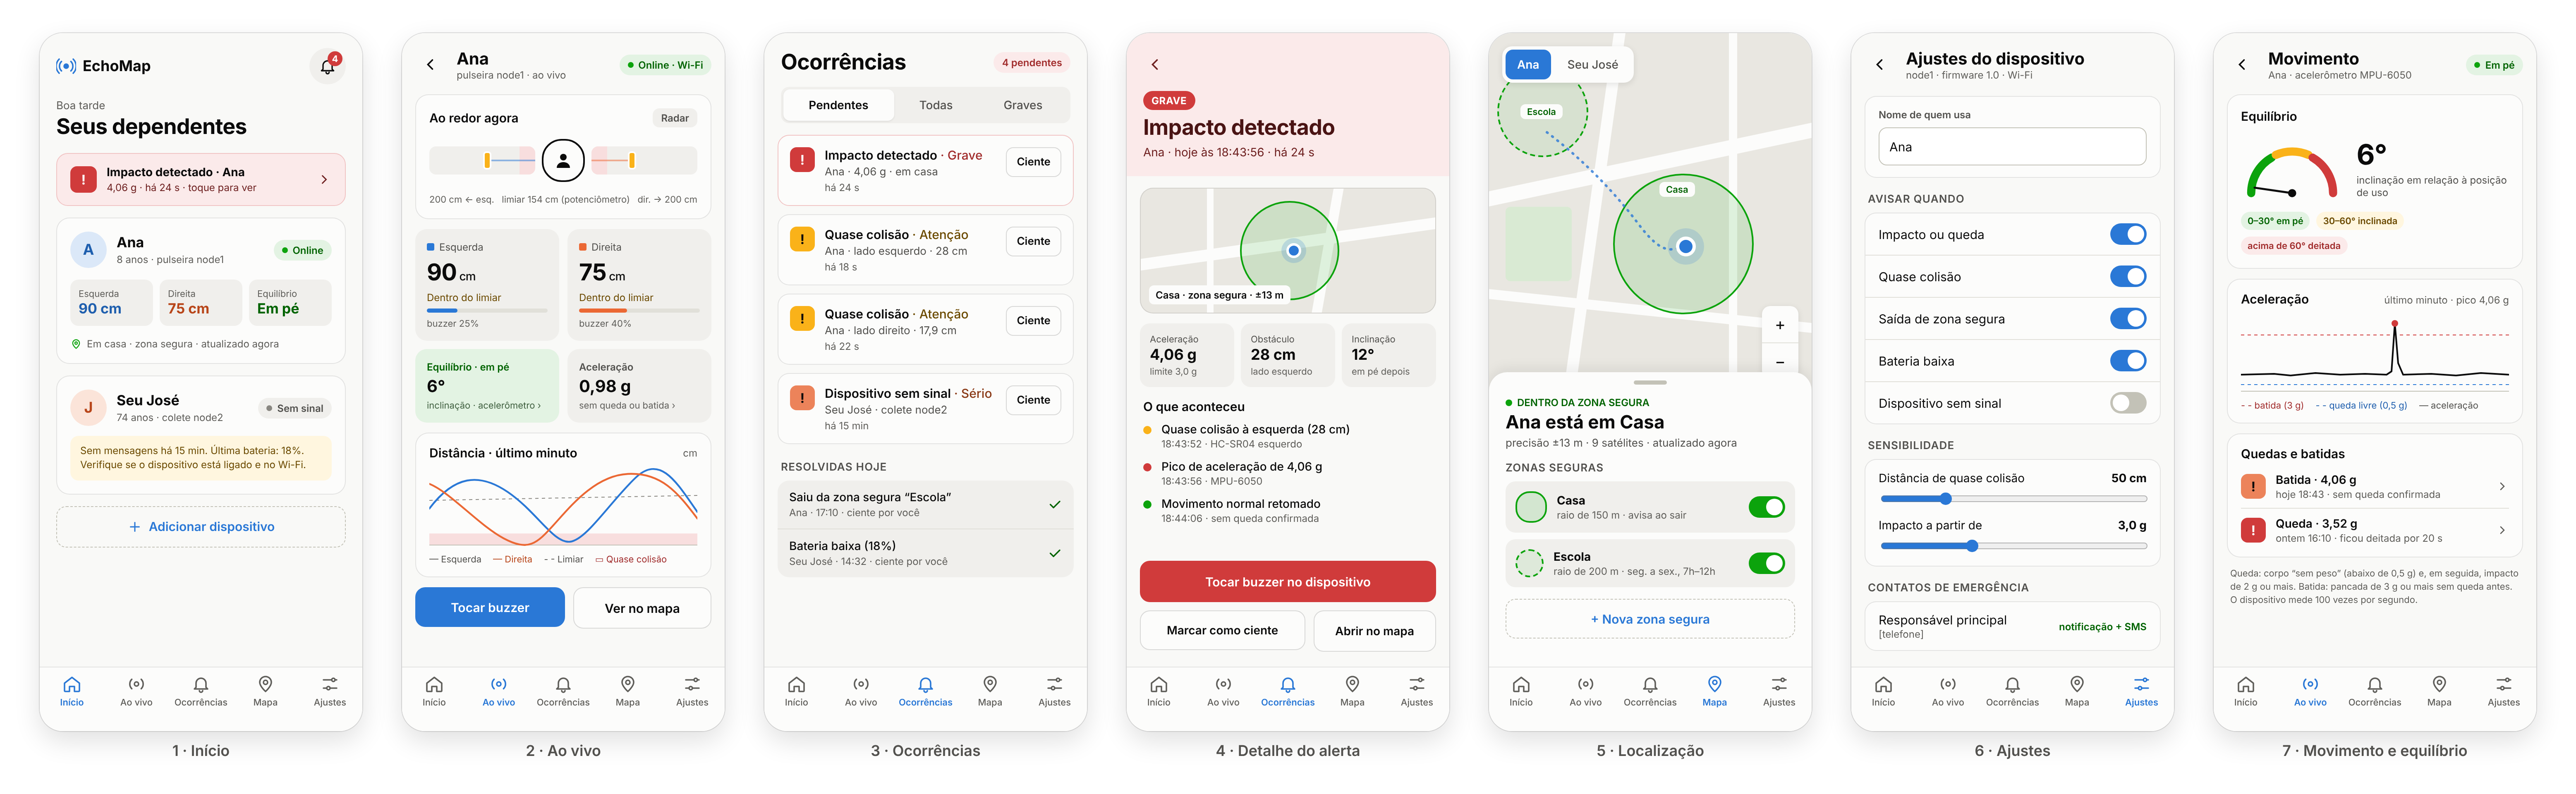 EchoMap
4
Boa tarde
Seus dependentes
! Impacto detectado · Ana
4,06 g · há 24 s · toque para ver
A
Ana
8 anos · pulseira node1
Online
Esquerda
90 cm
Direita
75 cm
Equilíbrio
Em pé
Em casa · zona segura · atualizado agora
J
Seu José
74 anos · colete node2
Sem sinal
Sem mensagens há 15 min. Última bateria: 18%.
Verifique se o dispositivo está ligado e no Wi-Fi.
+ Adicionar dispositivo
Início
Ao vivo
Ocorrências
Mapa
Ajustes
1 · Início
Ana
pulseira node1 · ao vivo
Online · Wi-Fi
Ao redor agora
Radar
200 cm ← esq.
limiar 154 cm (potenciômetro)
dir. → 200 cm
Esquerda
90 cm
Dentro do limiar
buzzer 25%
Direita
75 cm
Dentro do limiar
buzzer 40%
Equilíbrio · em pé
6°
inclinação · acelerômetro ›
Aceleração
0,98 g
sem queda ou batida ›
Distância · último minuto
cm
— Esquerda
— Direita
- - Limiar
▭ Quase colisão
Tocar buzzer
Ver no mapa
Início
Ao vivo
Ocorrências
Mapa
Ajustes
2 · Ao vivo
Ocorrências
4 pendentes
Pendentes
Todas
Graves
! Impacto detectado · Grave
Ana · 4,06 g · em casa
há 24 s
Ciente
! Quase colisão · Atenção
Ana · lado esquerdo · 28 cm
há 18 s
Ciente
! Quase colisão · Atenção
Ana · lado direito · 17,9 cm
há 22 s
Ciente
! Dispositivo sem sinal · Sério
Seu José · colete node2
há 15 min
Ciente
RESOLVIDAS HOJE
Saiu da zona segura “Escola”
Ana · 17:10 · ciente por você
Bateria baixa (18%)
Seu José · 14:32 · ciente por você
Início
Ao vivo
Ocorrências
Mapa
Ajustes
3 · Ocorrências
GRAVE
Impacto detectado
Ana · hoje às 18:43:56 · há 24 s
Casa · zona segura · ±13 m
Aceleração
4,06 g
limite 3,0 g
Obstáculo
28 cm
lado esquerdo
Inclinação
12°
em pé depois
O que aconteceu
Quase colisão à esquerda (28 cm)
18:43:52 · HC-SR04 esquerdo
Pico de aceleração de 4,06 g
18:43:56 · MPU-6050
Movimento normal retomado
18:44:06 · sem queda confirmada
Tocar buzzer no dispositivo
Marcar como ciente
Abrir no mapa
Início
Ao vivo
Ocorrências
Mapa
Ajustes
4 · Detalhe do alerta
Ana
Seu José
Escola
Casa
+
−
DENTRO DA ZONA SEGURA
Ana está em Casa
precisão ±13 m · 9 satélites · atualizado agora
ZONAS SEGURAS
Casa
raio de 150 m · avisa ao sair
Escola
raio de 200 m · seg. a sex., 7h–12h
+ Nova zona segura
Início
Ao vivo
Ocorrências
Mapa
Ajustes
5 · Localização
Ajustes do dispositivo
node1 · firmware 1.0 · Wi-Fi
Nome de quem usa
Ana
AVISAR QUANDO
Impacto ou queda
Quase colisão
Saída de zona segura
Bateria baixa
Dispositivo sem sinal
SENSIBILIDADE
Distância de quase colisão
50 cm
Impacto a partir de
3,0 g
CONTATOS DE EMERGÊNCIA
Responsável principal
[telefone]
notificação + SMS
Início
Ao vivo
Ocorrências
Mapa
Ajustes
6 · Ajustes
Movimento
Ana · acelerômetro MPU-6050
Em pé
Equilíbrio
6°
inclinação em relação à posição
de uso
0–30° em pé
30–60° inclinada
acima de 60° deitada
Aceleração
último minuto · pico 4,06 g
- - batida (3 g)
- - queda livre (0,5 g)
— aceleração
Quedas e batidas
! Batida · 4,06 g
hoje 18:43 · sem queda confirmada
! Queda · 3,52 g
ontem 16:10 · ficou deitada por 20 s
Queda: corpo “sem peso” (abaixo de 0,5 g) e, em seguida, impacto
de 2 g ou mais. Batida: pancada de 3 g ou mais sem queda antes.
O dispositivo mede 100 vezes por segundo.
Início
Ao vivo
Ocorrências
Mapa
Ajustes
7 · Movimento e equilíbrio